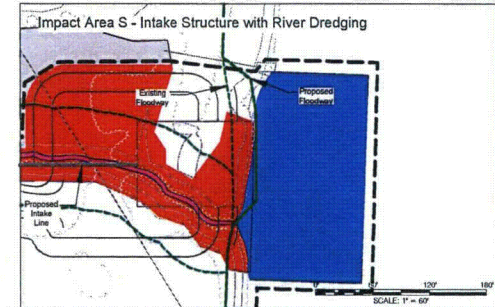 Impact Area S - Intake Structure with River Dredging
Existing
Floodway
Proposed
Floodway
Proposed
Intake
Line
0' 60' 120' 180'
SCALE: 1" = 60'